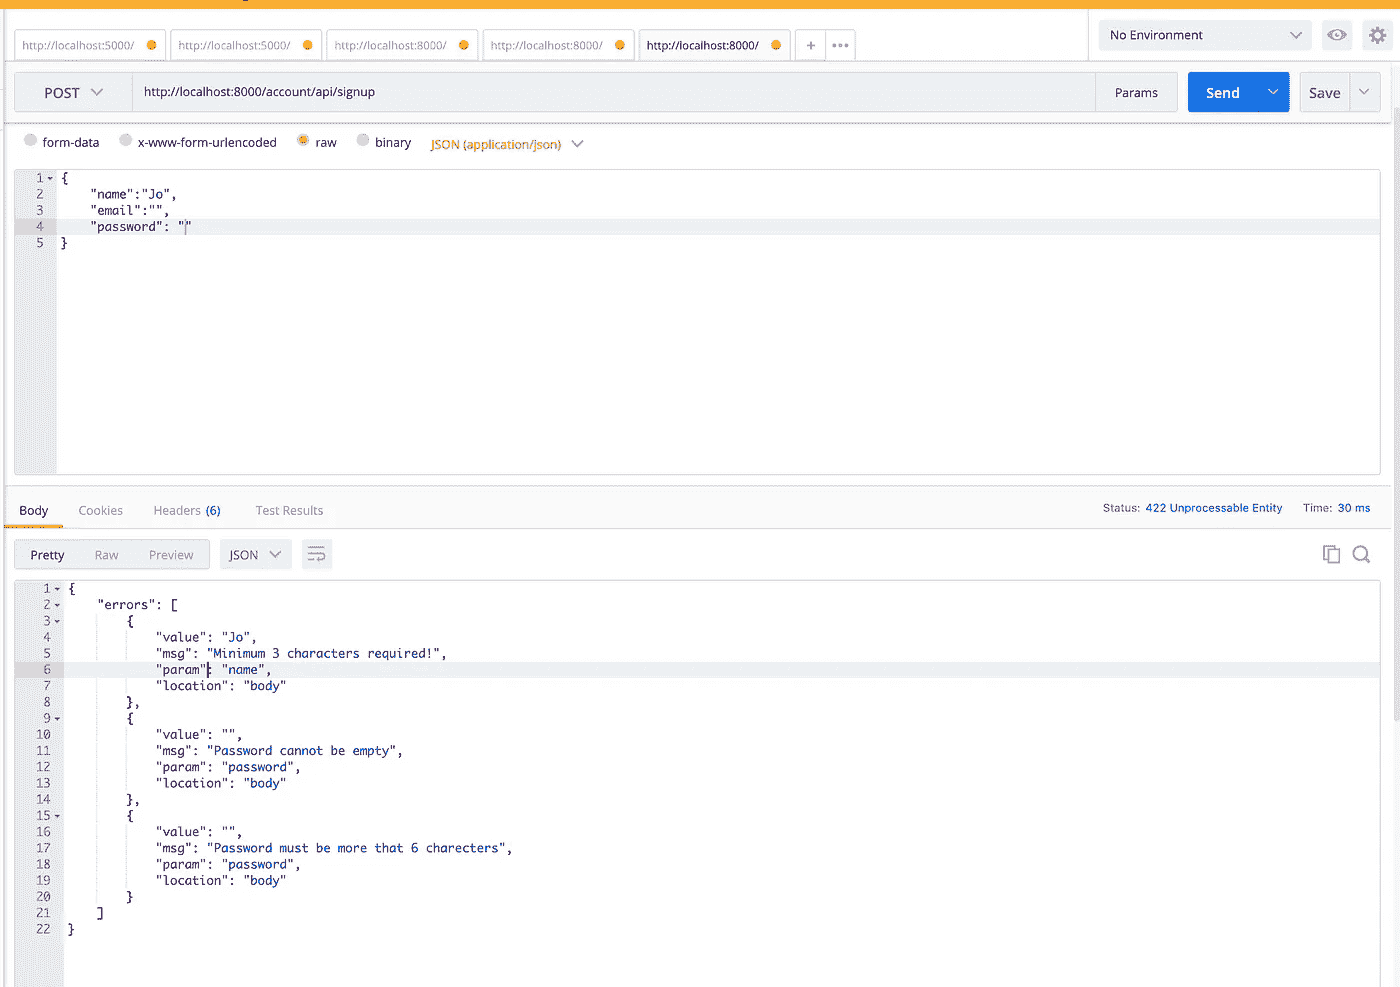 http://localhost:5000/ http://localhost:5000/ http://localhost:8000/ http://localhost:8000/ http://localhost:8000/ + ••• No Environment
POST http://localhost:8000/account/api/signup Params Send Save
form-data x-www-form-urlencoded raw binary JSON (application/json)
1 {
2 "name":"Jo",
3 "email":"",
4 "password": ""
5 }
Body Cookies Headers (6) Test Results Status: 422 Unprocessable Entity Time: 30 ms
Pretty Raw Preview JSON
1 {
2 "errors": [
3 {
4 "value": "Jo",
5 "msg": "Minimum 3 characters required!",
6 "param": "name",
7 "location": "body"
8 },
9 {
10 "value": "",
11 "msg": "Password cannot be empty",
12 "param": "password",
13 "location": "body"
14 },
15 {
16 "value": "",
17 "msg": "Password must be more that 6 charecters",
18 "param": "password",
19 "location": "body"
20 }
21 ]
22 }